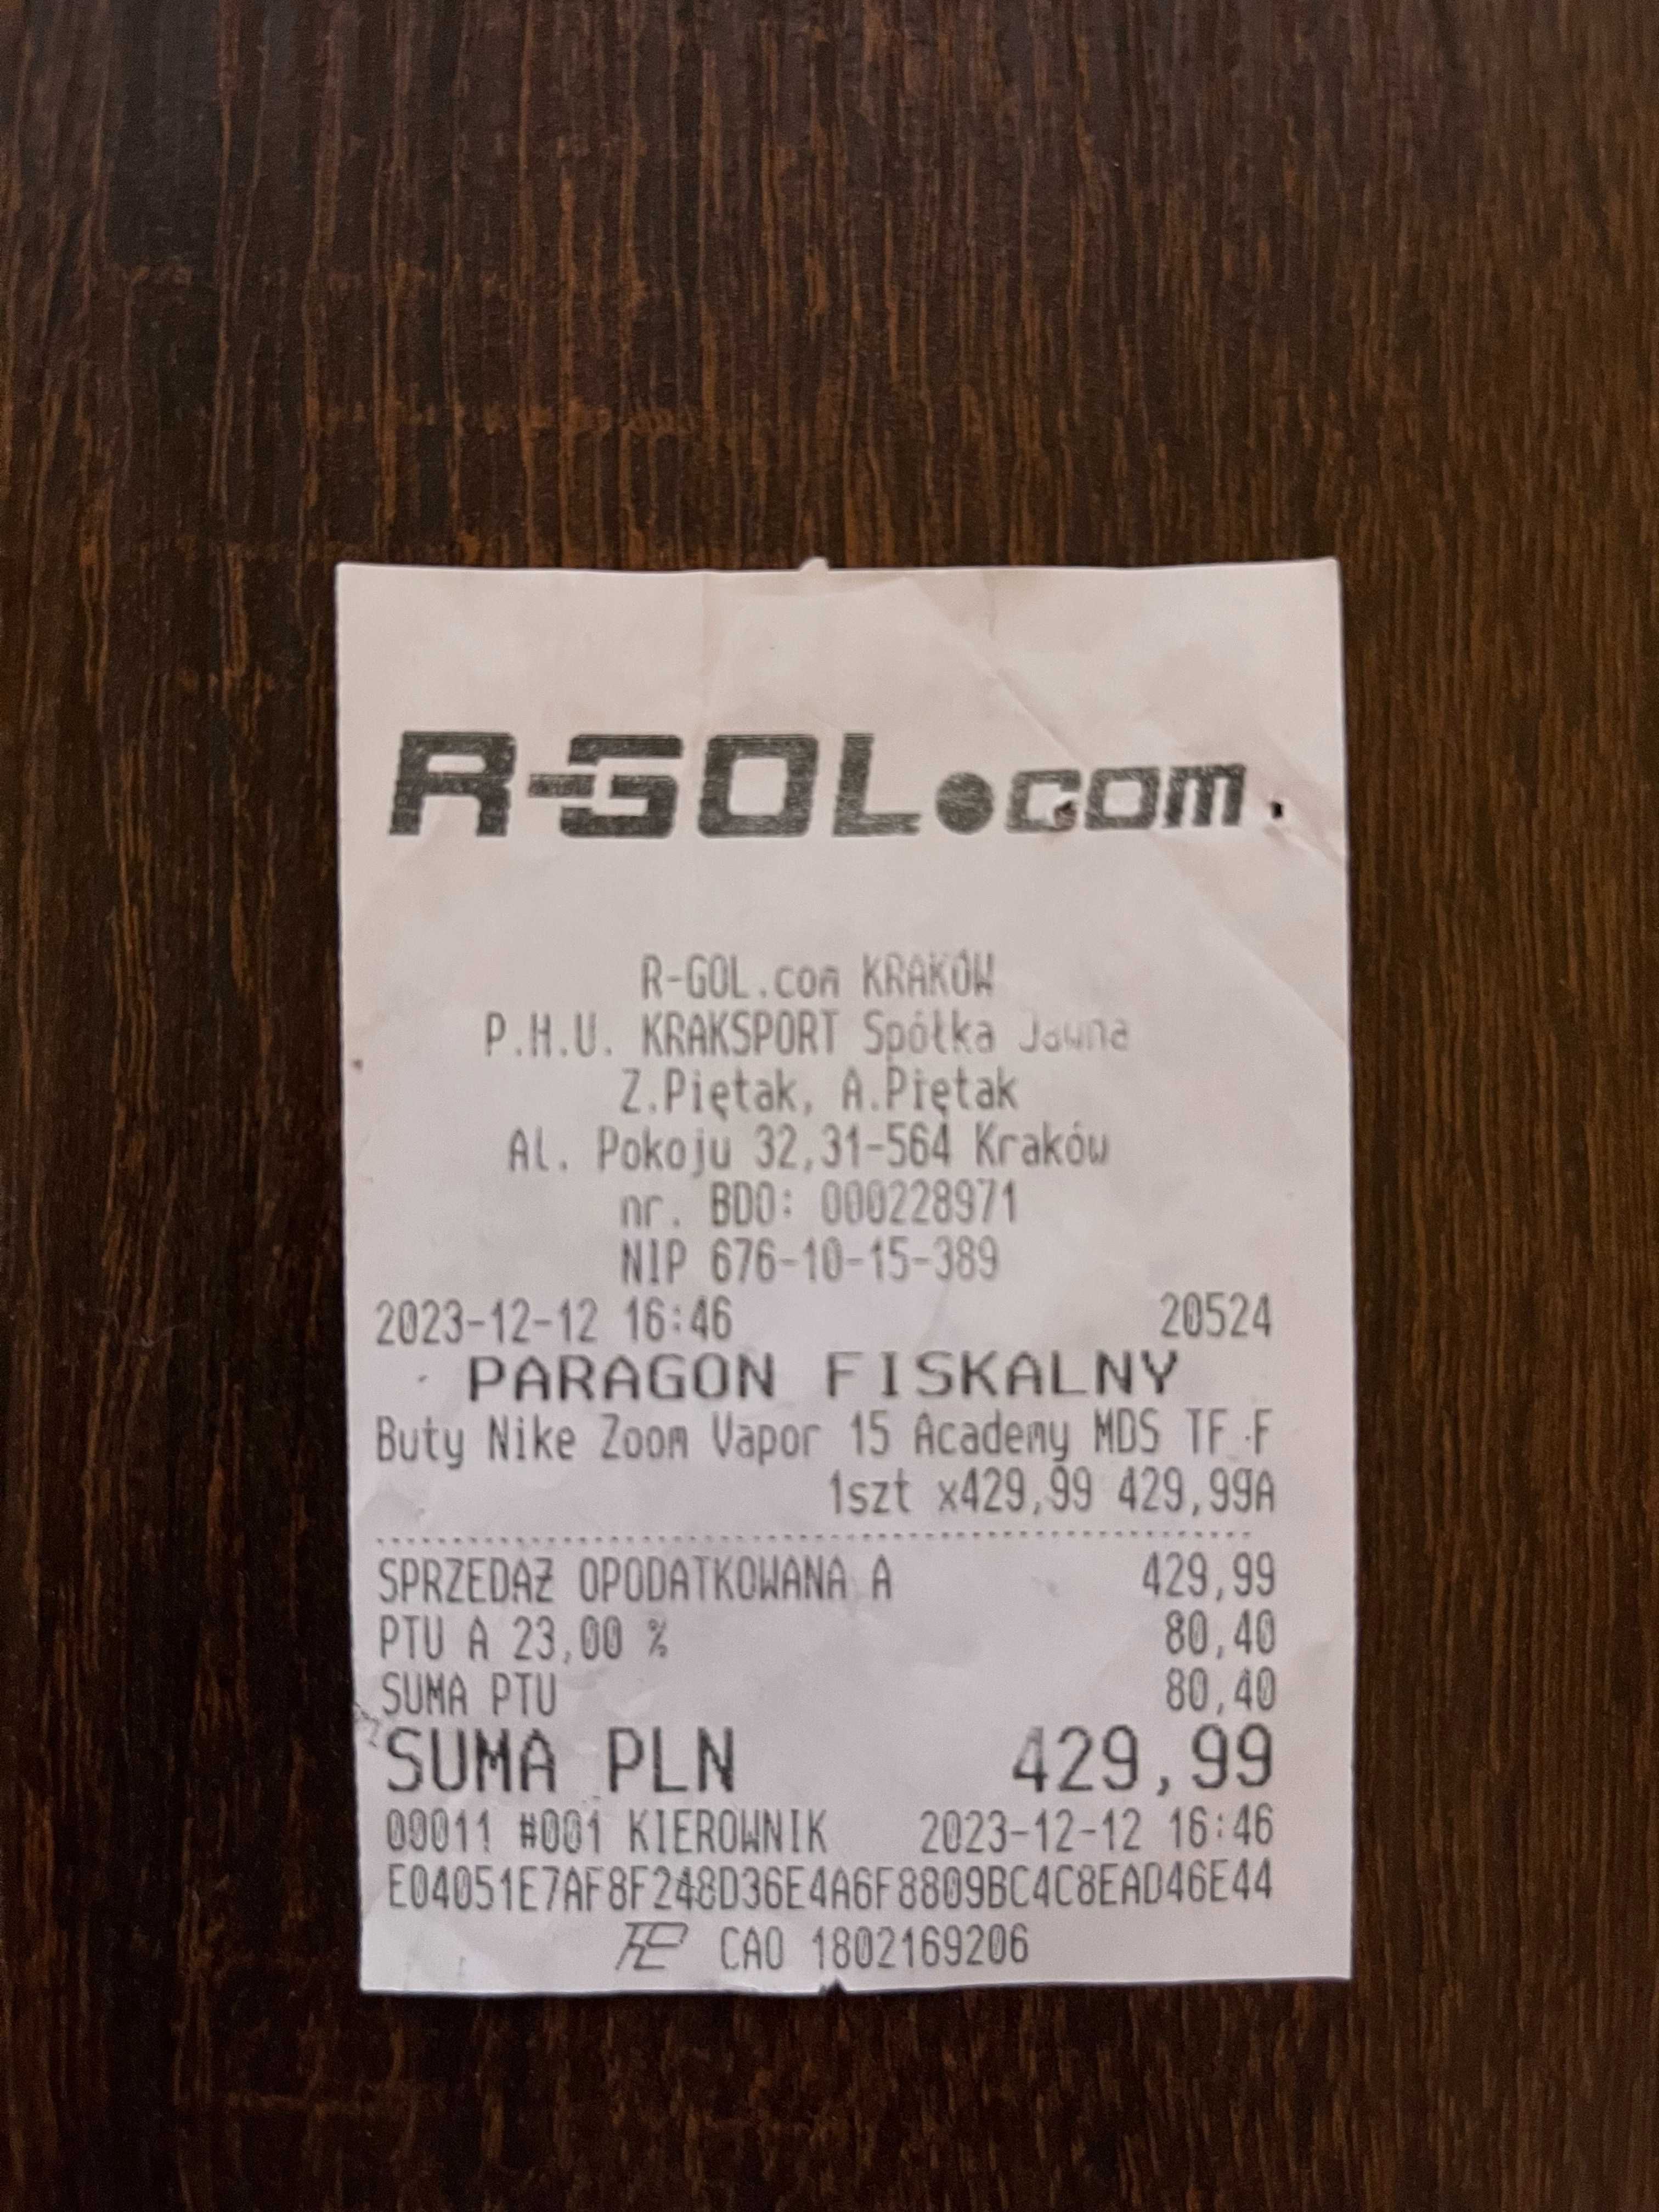 R-GOL.com
R-GOL.com KRAKÓW
P.H.U. KRAKSPORT Spółka Jawna
Z.Piętak, A.Piętak
Al. Pokoju 32,31-564 Kraków
nr. BDO: 000228971
NIP 676-10-15-389
2023-12-12 16:46 20524
PARAGON FISKALNY
Buty Nike Zoom Vapor 15 Academy MDS TF F
1szt x429,99 429,99A
SPRZEDAŻ OPODATKOWANA A 429,99
PTU A 23,00 % 80,40
SUMA PTU 80,40
SUMA PLN 429,99
00011 #001 KIEROWNIK 2023-12-12 16:46
E04051E7AF8F248D36E4A6F8809BC4C8EAD46E44
CAO 1802169206